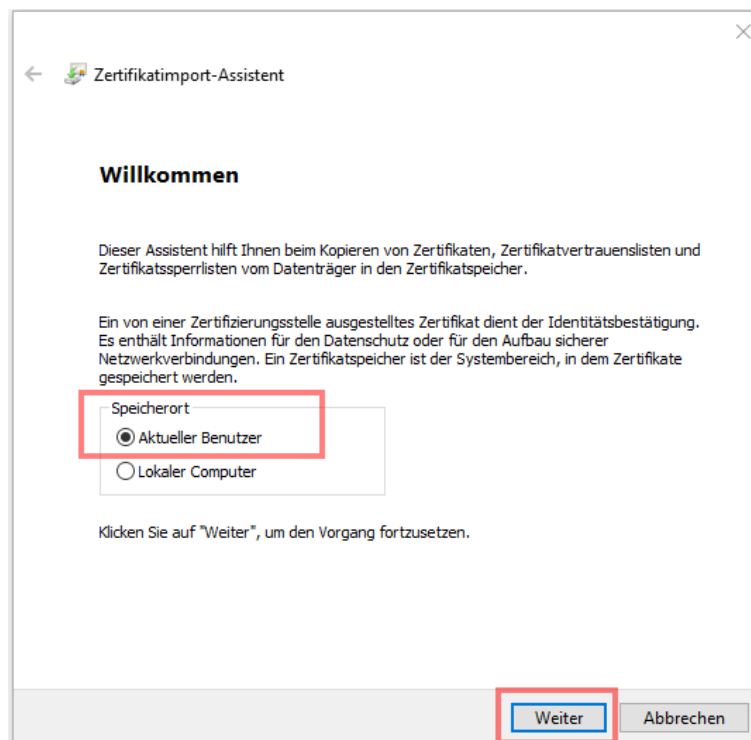 Zertifikatimport-Assistent
Willkommen
Dieser Assistent hilft Ihnen beim Kopieren von Zertifikaten, Zertifikatvertrauenslisten und
Zertifikatssperrlisten vom Datenträger in den Zertifikatspeicher.
Ein von einer Zertifizierungsstelle ausgestelltes Zertifikat dient der Identitätsbestätigung.
Es enthält Informationen für den Datenschutz oder für den Aufbau sicherer
Netzwerkverbindungen. Ein Zertifikatspeicher ist der Systembereich, in dem Zertifikate
gespeichert werden.
Speicherort
Aktueller Benutzer
Lokaler Computer
Klicken Sie auf "Weiter", um den Vorgang fortzusetzen.
Weiter Abbrechen